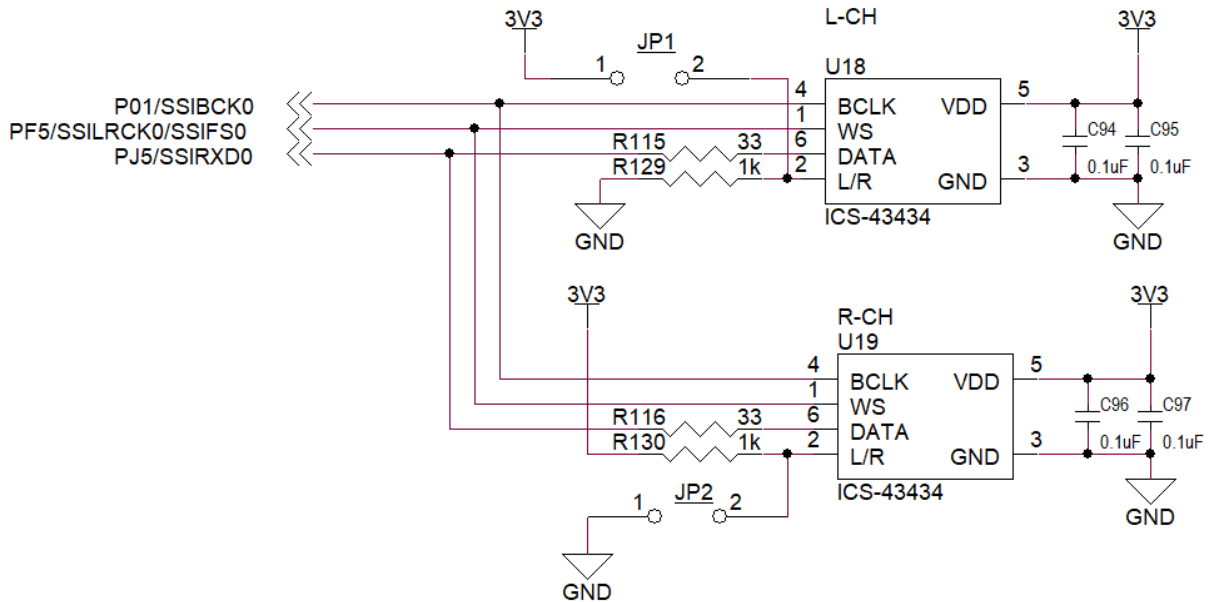 3V3 L-CH 3V3
JP1
1 2 U18
P01/SSIBCK0 4 BCLK VDD 5
PF5/SSILRCK0/SSIFS0 1 WS C94 C95
PJ5/SSIRXD0 R115 33 6 DATA
R129 1k 2 L/R GND 3 0.1uF 0.1uF
ICS-43434
GND GND
3V3 3V3
R-CH
U19
4 BCLK VDD 5
1 WS C96 C97
R116 33 6 DATA
R130 1k 2 L/R GND 3 0.1uF 0.1uF
ICS-43434
1 JP2 2
GND
GND